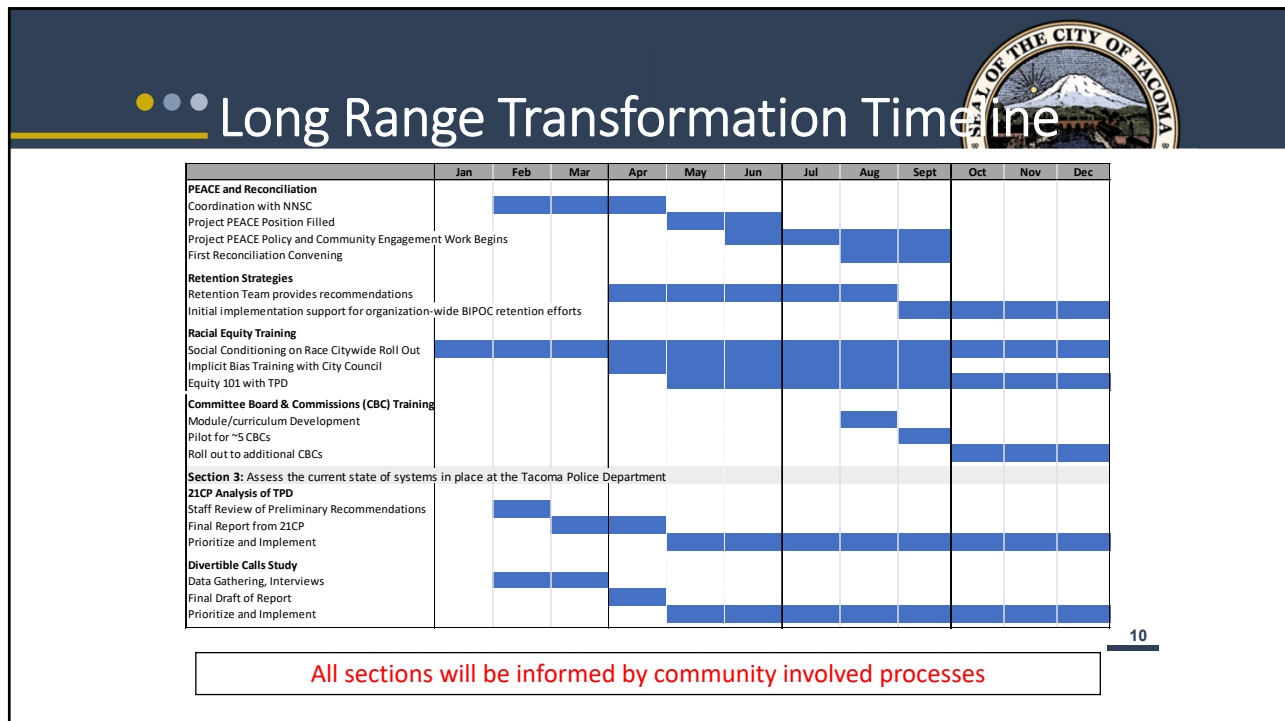 SEAL OF THE CITY OF TACOMA
Long Range Transformation Timeline
Jan Feb Mar Apr May Jun Jul Aug Sept Oct Nov Dec
PEACE and Reconciliation
Coordination with NNSC
Project PEACE Position Filled
Project PEACE Policy and Community Engagement Work Begins
First Reconciliation Convening
Retention Strategies
Retention Team provides recommendations
Initial implementation support for organization-wide BIPOC retention efforts
Racial Equity Training
Social Conditioning on Race Citywide Roll Out
Implicit Bias Training with City Council
Equity 101 with TPD
Committee Board & Commissions (CBC) Training
Module/curriculum Development
Pilot for ~5 CBCs
Roll out to additional CBCs
Section 3: Assess the current state of systems in place at the Tacoma Police Department
21CP Analysis of TPD
Staff Review of Preliminary Recommendations
Final Report from 21CP
Prioritize and Implement
Divertible Calls Study
Data Gathering, Interviews
Final Draft of Report
Prioritize and Implement
10
All sections will be informed by community involved processes